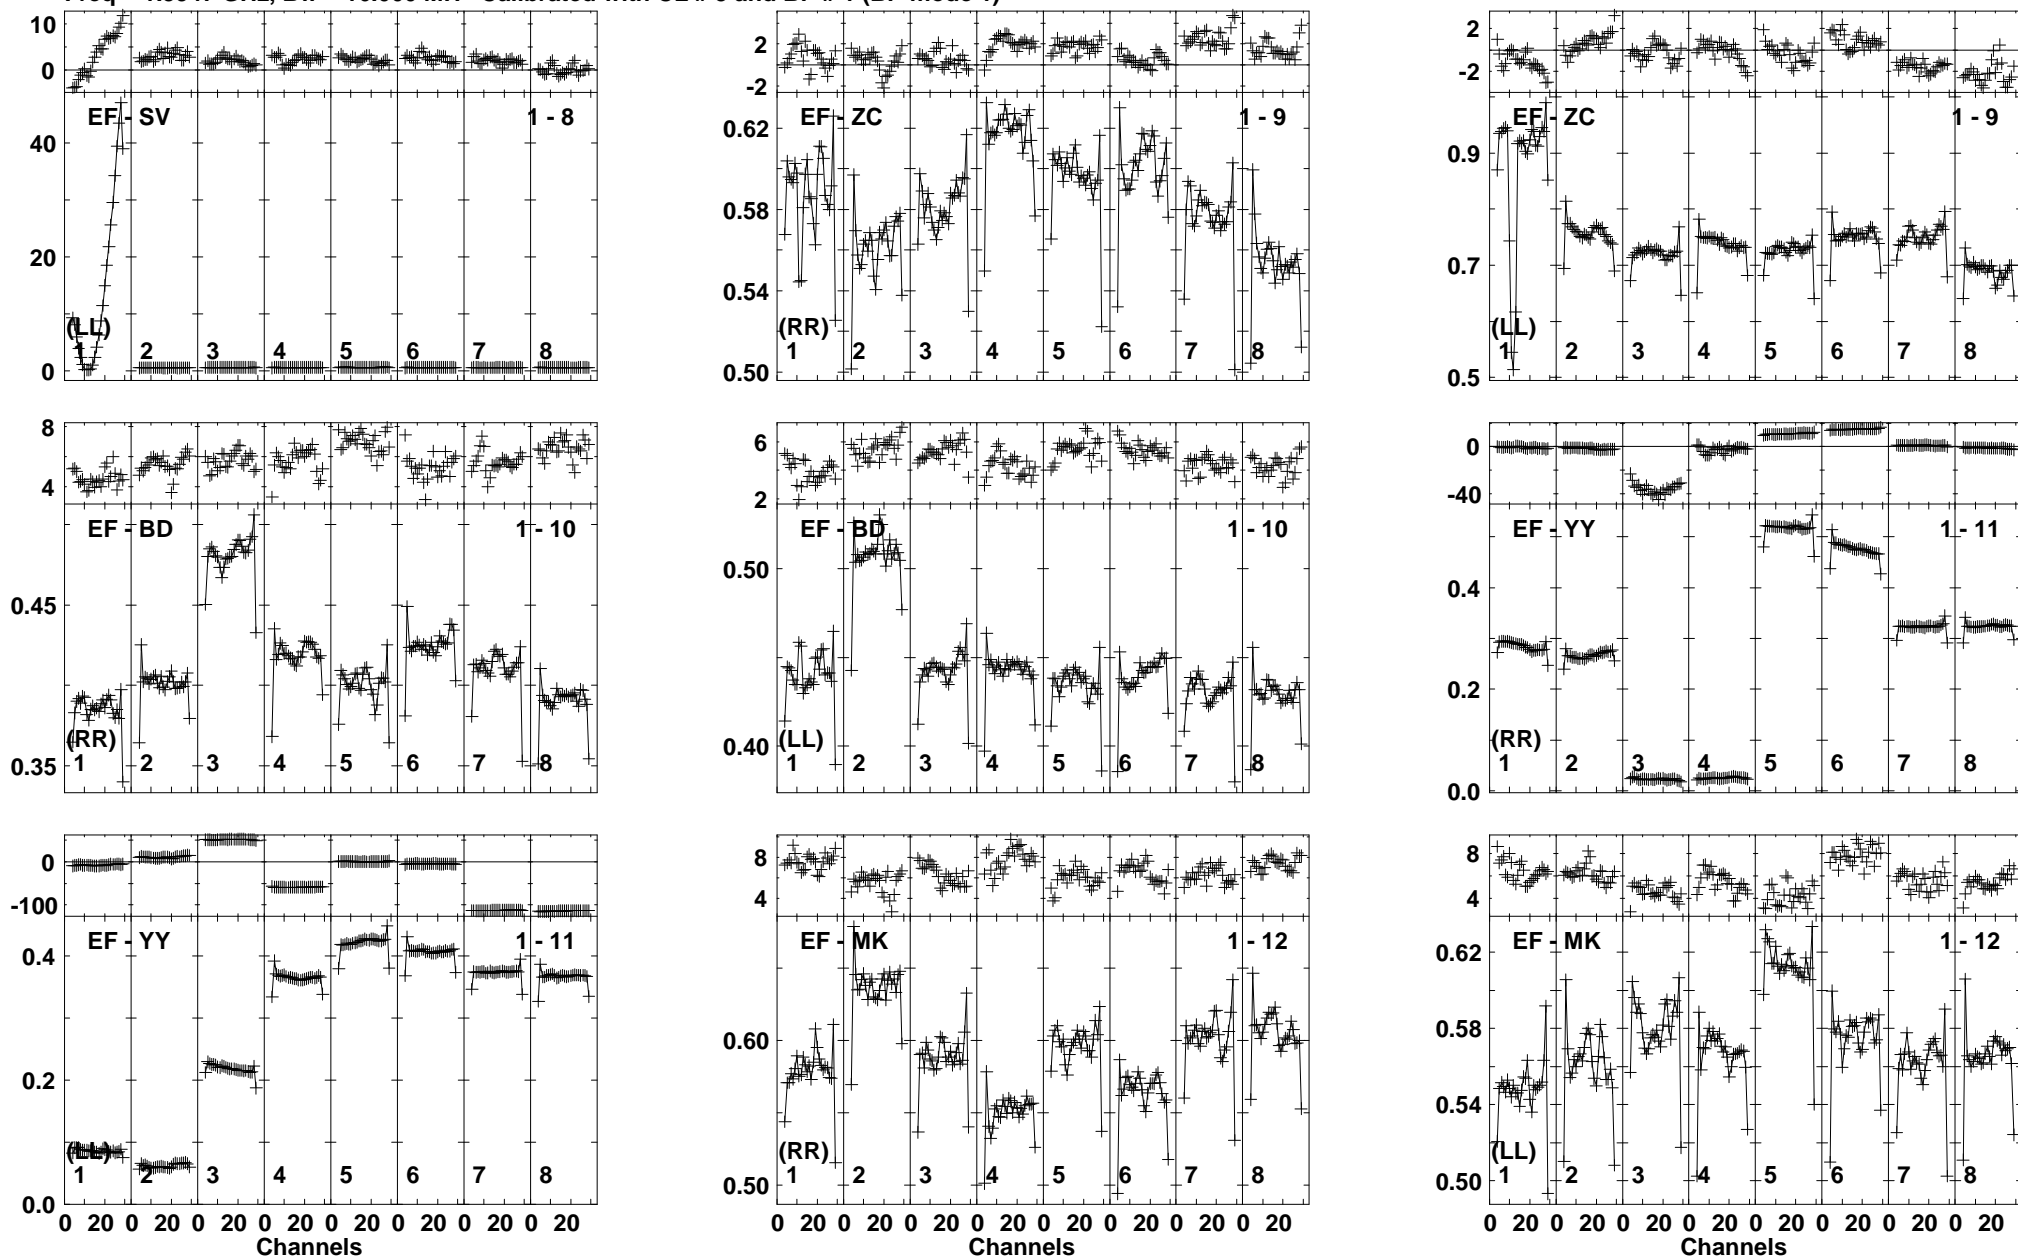 10
0
EF - SV
1 - 8
40
20
0
(LL)
1 2 3 4 5 6 7 8
2
-2
EF - ZC
1 - 9
0.62
0.58
0.54
0.50
(RR)
1 2 3 4 5 6 7 8
2
-2
EF - ZC
1 - 9
0.9
0.7
0.5
(LL)
1 2 3 4 5 6 7 8
8
4
EF - BD
1 - 10
0.45
0.35
(RR)
1 2 3 4 5 6 7 8
6
2
EF - BD
1 - 10
0.50
0.40
(LL)
1 2 3 4 5 6 7 8
0
-40
EF - YY
1 - 11
0.4
0.2
0.0
(RR)
1 2 3 4 5 6 7 8
0
-100
EF - YY
1 - 11
0.4
0.2
0.0
(LL)
1 2 3 4 5 6 7 8
0 20 0 20 0 20 0 20 0 20 0 20 0 20 0 20
Channels
8
4
EF - MK
1 - 12
0.60
0.50
(RR)
1 2 3 4 5 6 7 8
0 20 0 20 0 20 0 20 0 20 0 20 0 20 0 20
Channels
8
4
EF - MK
1 - 12
0.62
0.58
0.54
0.50
(LL)
1 2 3 4 5 6 7 8
0 20 0 20 0 20 0 20 0 20 0 20 0 20 0 20
Channels